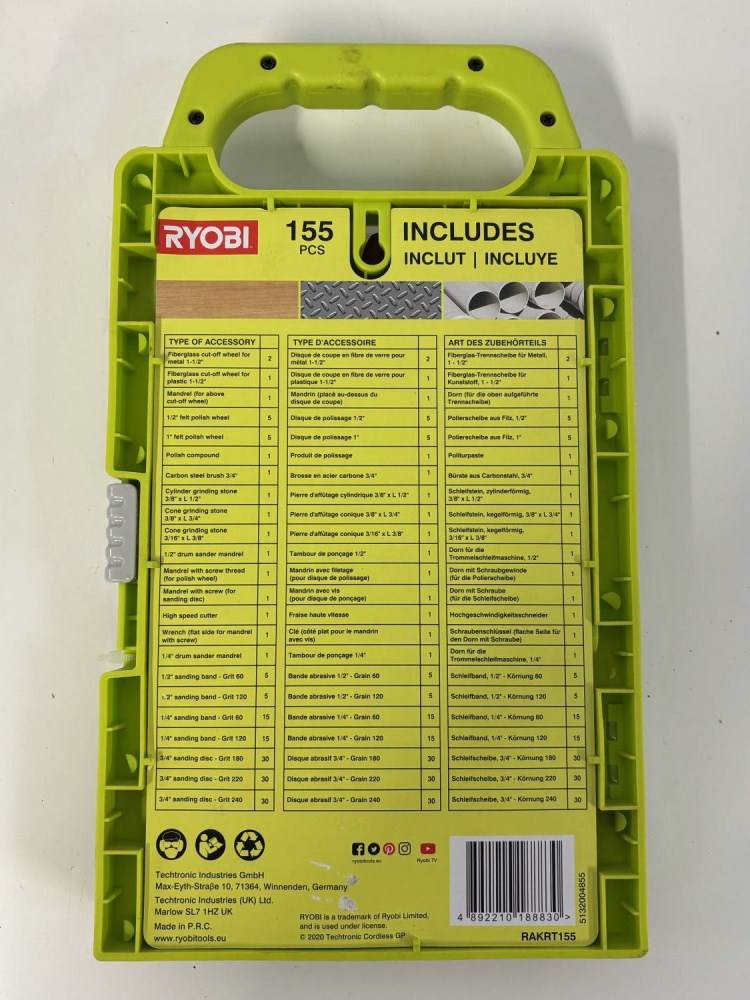 RYOBI
155
PCS
INCLUDES
INCLUT | INCLUYE
TYPE OF ACCESSORY
Fiberglass cut-off wheel for
metal 1-1/2" 2
Fiberglass cut-off wheel for
plastic 1-1/2" 1
Mandrel (for above
cut-off wheel) 1
1/2" felt polish wheel 5
1" felt polish wheel 5
Polish compound 1
Carbon steel brush 3/4" 1
Cylinder grinding stone
3/8" x L 1/2" 1
Cone grinding stone
3/8" x L 3/4" 1
Cone grinding stone
3/16" x L 3/8" 1
1/2" drum sander mandrel 1
Mandrel with screw thread
(for polish wheel) 1
Mandrel with screw (for
sanding disc) 1
High speed cutter 1
Wrench (flat side for mandrel
with screw) 1
1/4" drum sander mandrel 1
1/2" sanding band - Grit 60 5
1/2" sanding band - Grit 120 5
1/4" sanding band - Grit 60 15
1/4" sanding band - Grit 120 15
3/4" sanding disc - Grit 180 30
3/4" sanding disc - Grit 220 30
3/4" sanding disc - Grit 240 30
TYPE D'ACCESSOIRE
Disque de coupe en fibre de verre pour
métal 1-1/2" 2
Disque de coupe en fibre de verre pour
plastique 1-1/2" 1
Mandrin (placé au-dessus du
disque de coupe) 1
Disque de polissage 1/2" 5
Disque de polissage 1" 5
Produit de polissage 1
Brosse en acier carbone 3/4" 1
Pierre d'affûtage cylindrique 3/8" x L 1/2" 1
Pierre d'affûtage conique 3/8" x L 3/4" 1
Pierre d'affûtage conique 3/16" x L 3/8" 1
Tambour de ponçage 1/2" 1
Mandrin avec filetage
(pour disque de polissage) 1
Mandrin avec vis
(pour disque de ponçage) 1
Fraise haute vitesse 1
Clé (côté plat pour le mandrin
avec vis) 1
Tambour de ponçage 1/4" 1
Bande abrasive 1/2" - Grain 60 5
Bande abrasive 1/2" - Grain 120 5
Bande abrasive 1/4" - Grain 60 15
Bande abrasive 1/4" - Grain 120 15
Disque abrasif 3/4" - Grain 180 30
Disque abrasif 3/4" - Grain 220 30
Disque abrasif 3/4" - Grain 240 30
ART DES ZUBEHÖRTEILS
Fiberglas-Trennscheibe für Metall,
1 - 1/2" 2
Fiberglas-Trennscheibe für
Kunststoff, 1 - 1/2" 1
Dorn (für die oben aufgeführte
Trennscheibe) 1
Polierscheibe aus Filz, 1/2" 5
Polierscheibe aus Filz, 1" 5
Politurpaste 1
Bürste aus Carbonstahl, 3/4" 1
Schleifstein, zylinderförmig,
3/8" x L 1/2" 1
Schleifstein, kegelförmig, 3/8" x L 3/4" 1
Schleifstein, kegelförmig,
3/16" x L 3/8" 1
Dorn für die
Trommelschleifmaschine, 1/2" 1
Dorn mit Schraubgewinde
(für die Polierscheibe) 1
Dorn mit Schraube
(für die Schleifscheibe) 1
Hochgeschwindigkeitsschneider 1
Schraubenschlüssel (flache Seite für
den Dorn mit Schraube) 1
Dorn für die
Trommelschleifmaschine, 1/4" 1
Schleifband, 1/2" - Körnung 60 5
Schleifband, 1/2" - Körnung 120 5
Schleifband, 1/4" - Körnung 60 15
Schleifband, 1/4" - Körnung 120 15
Schleifscheibe, 3/4" - Körnung 180 30
Schleifscheibe, 3/4" - Körnung 220 30
Schleifscheibe, 3/4" - Körnung 240 30
Techtronic Industries GmbH
Max-Eyth-Straße 10, 71364, Winnenden, Germany
Techtronic Industries (UK) Ltd.
Marlow SL7 1HZ UK
Made in P.R.C.
www.ryobitools.eu
ryobitools.eu
Ryobi TV
RYOBI is a trademark of Ryobi Limited,
and is used under license.
© 2020 Techtronic Cordless GP
4 892210 188830 >
5132004855
RAKRT155